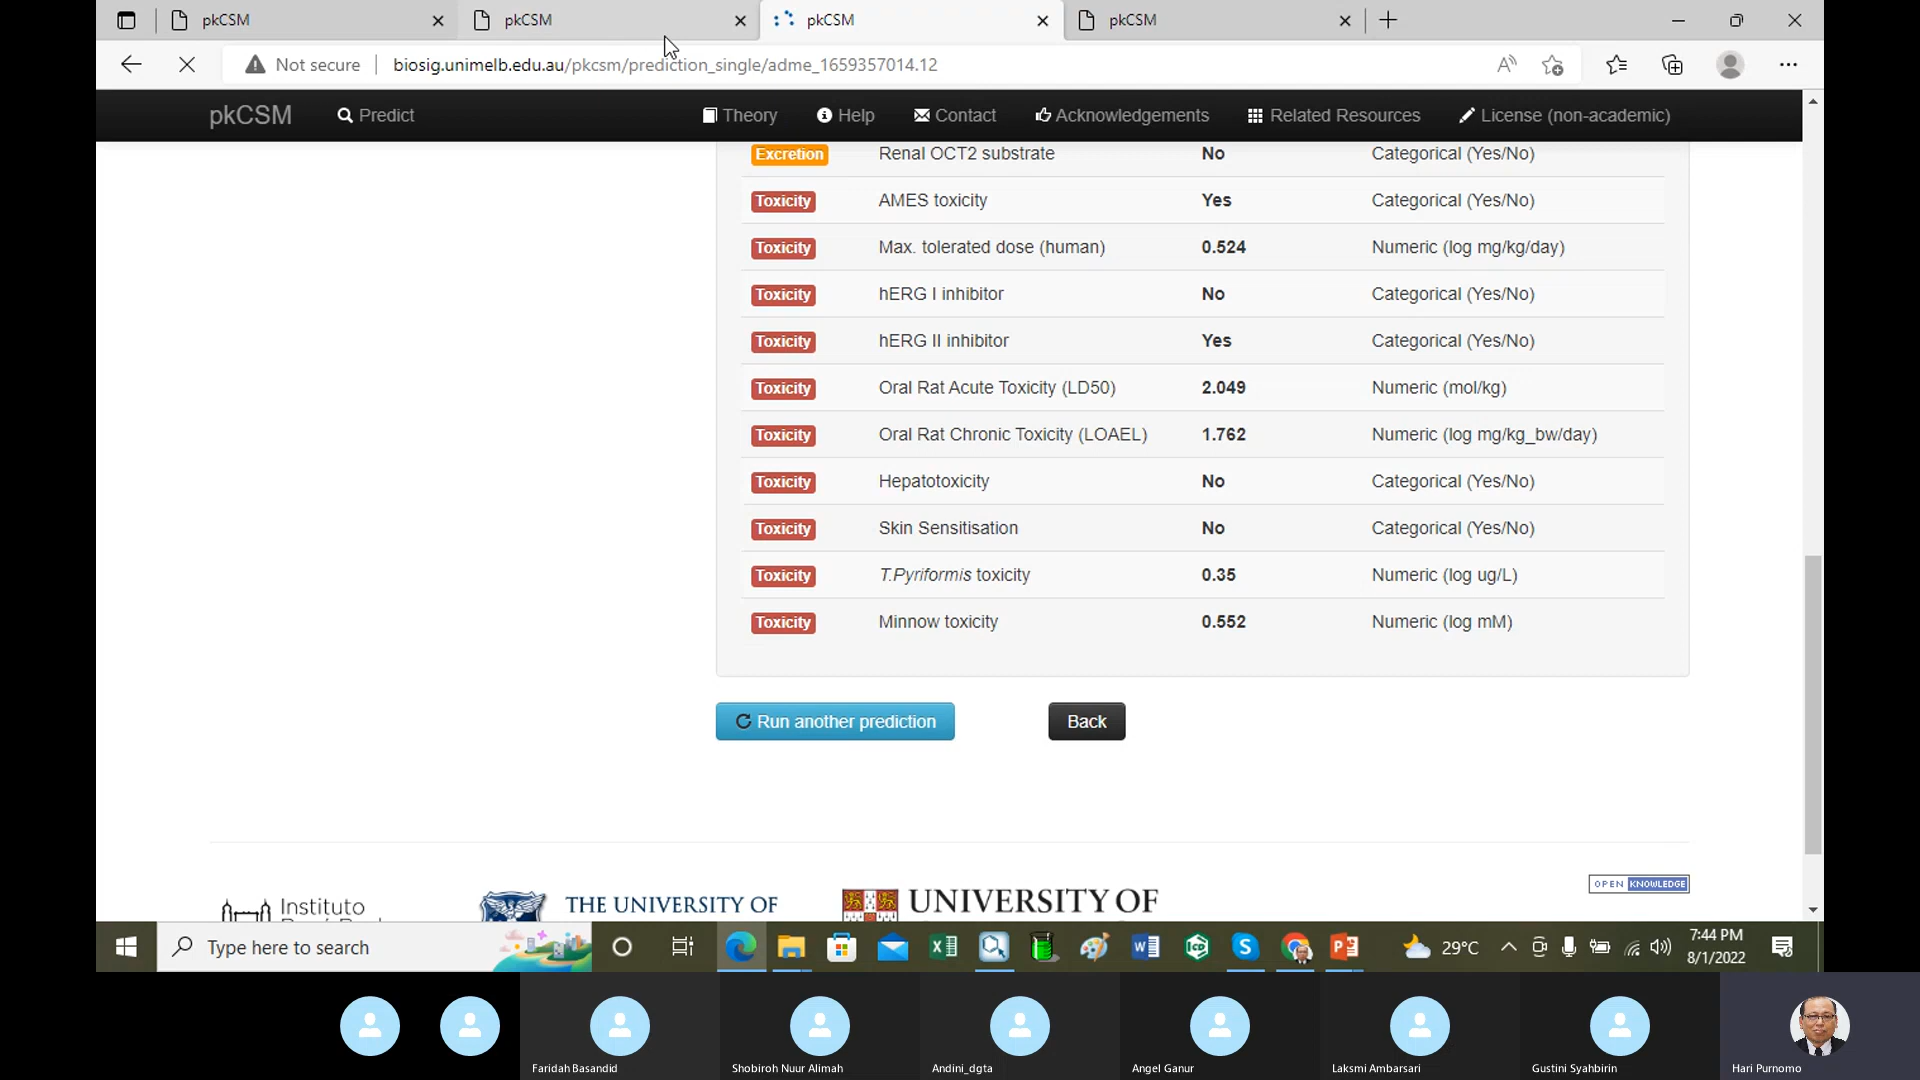 pkCSM
pkCSM
pkCSM
pkCSM
Not secure
biosig.unimelb.edu.au/pkcsm/prediction_single/adme_1659357014.12
pkCSM Predict Theory Help Contact Acknowledgements Related Resources License (non-academic)
Excretion Renal OCT2 substrate No Categorical (Yes/No)
Toxicity AMES toxicity Yes Categorical (Yes/No)
Toxicity Max. tolerated dose (human) 0.524 Numeric (log mg/kg/day)
Toxicity hERG I inhibitor No Categorical (Yes/No)
Toxicity hERG II inhibitor Yes Categorical (Yes/No)
Toxicity Oral Rat Acute Toxicity (LD50) 2.049 Numeric (mol/kg)
Toxicity Oral Rat Chronic Toxicity (LOAEL) 1.762 Numeric (log mg/kg_bw/day)
Toxicity Hepatotoxicity No Categorical (Yes/No)
Toxicity Skin Sensitisation No Categorical (Yes/No)
Toxicity T.Pyriformis toxicity 0.35 Numeric (log ug/L)
Toxicity Minnow toxicity 0.552 Numeric (log mM)
Run another prediction Back
OPEN KNOWLEDGE
Instituto THE UNIVERSITY OF UNIVERSITY OF
Type here to search 29°C 7:44 PM
8/1/2022
Faridah Basandid Shobiroh Nuur Alimah Andini_dgta Angel Ganur Laksmi Ambarsari Gustini Syahbirin Hari Purnomo